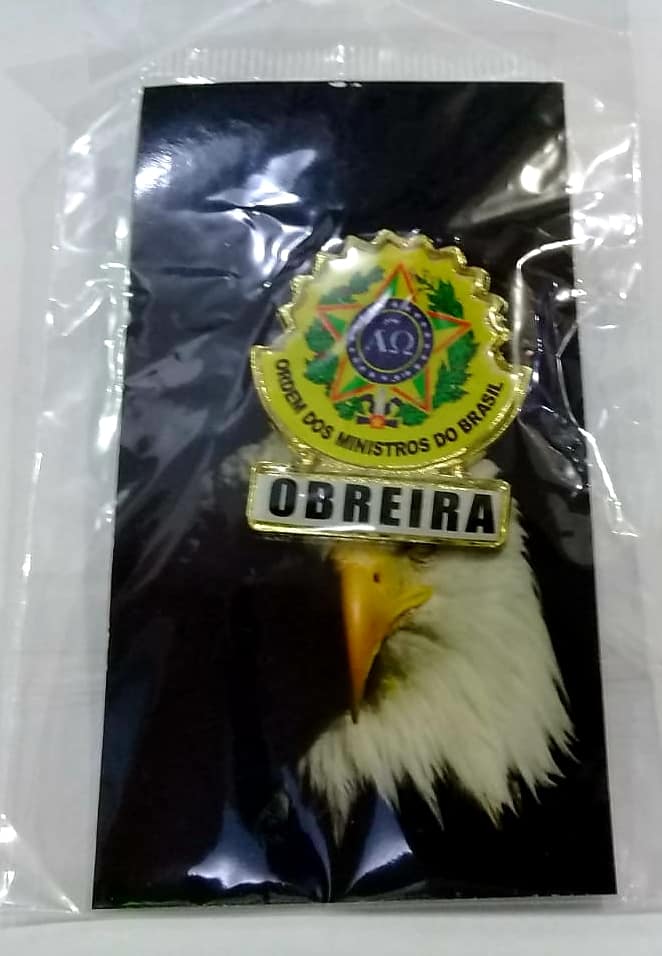 ΑΩ
ORDEM DOS MINISTROS DO BRASIL
OBREIRA